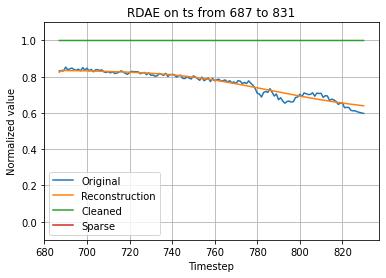 RDAE on ts from 687 to 831
Normalized value
1.0
0.8
0.6
0.4
0.2
0.0
Original
Reconstruction
Cleaned
Sparse
680 700 720 740 760 780 800 820
Timestep